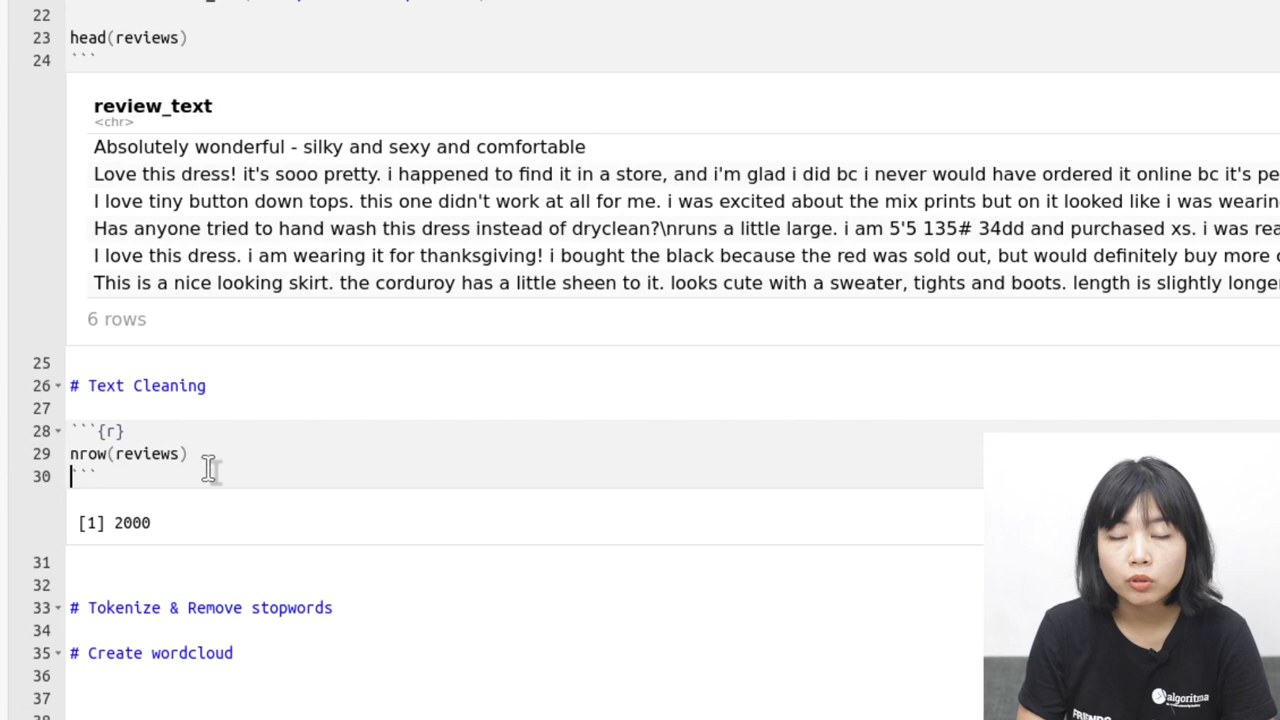 22
23 head(reviews)
24 ```
review_text
<chr>
Absolutely wonderful - silky and sexy and comfortable
Love this dress! it's sooo pretty. i happened to find it in a store, and i'm glad i did bc i never would have ordered it online bc it's
I love tiny button down tops. this one didn't work at all for me. i was excited about the mix prints but on it looked like i was
Has anyone tried to hand wash this dress instead of dryclean?\nruns a little large. i am 5'5 135# 34dd and purchased xs. i was
I love this dress. i am wearing it for thanksgiving! i bought the black because the red was sold out, but would definitely buy more
This is a nice looking skirt. the corduroy has a little sheen to it. looks cute with a sweater, tights and boots. length is slightly
6 rows
25
26 # Text Cleaning
27
28 ```{r}
29 nrow(reviews)
30 ```
[1] 2000
31
32
33 # Tokenize & Remove stopwords
34
35 # Create wordcloud
36
37
algoritma
FRIENDS